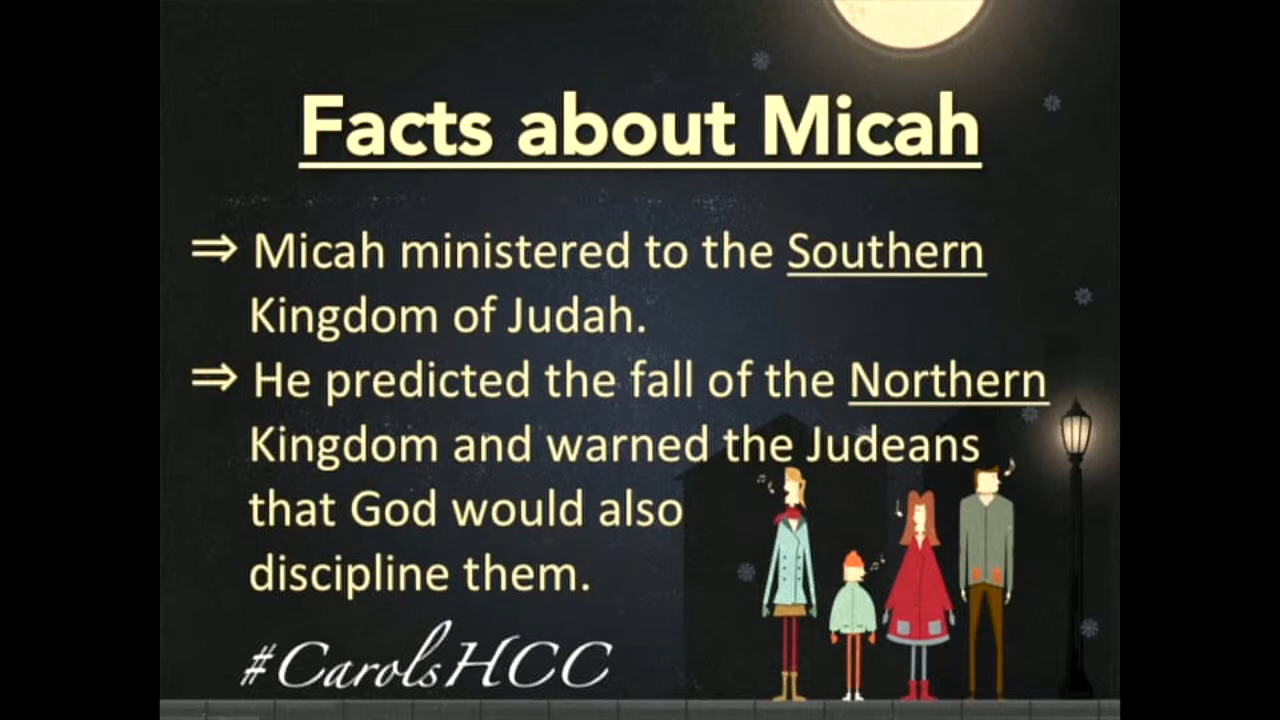 Facts about Micah
⇒ Micah ministered to the Southern
Kingdom of Judah.
⇒ He predicted the fall of the Northern
Kingdom and warned the Judeans
that God would also
discipline them.
#CarolsHCC